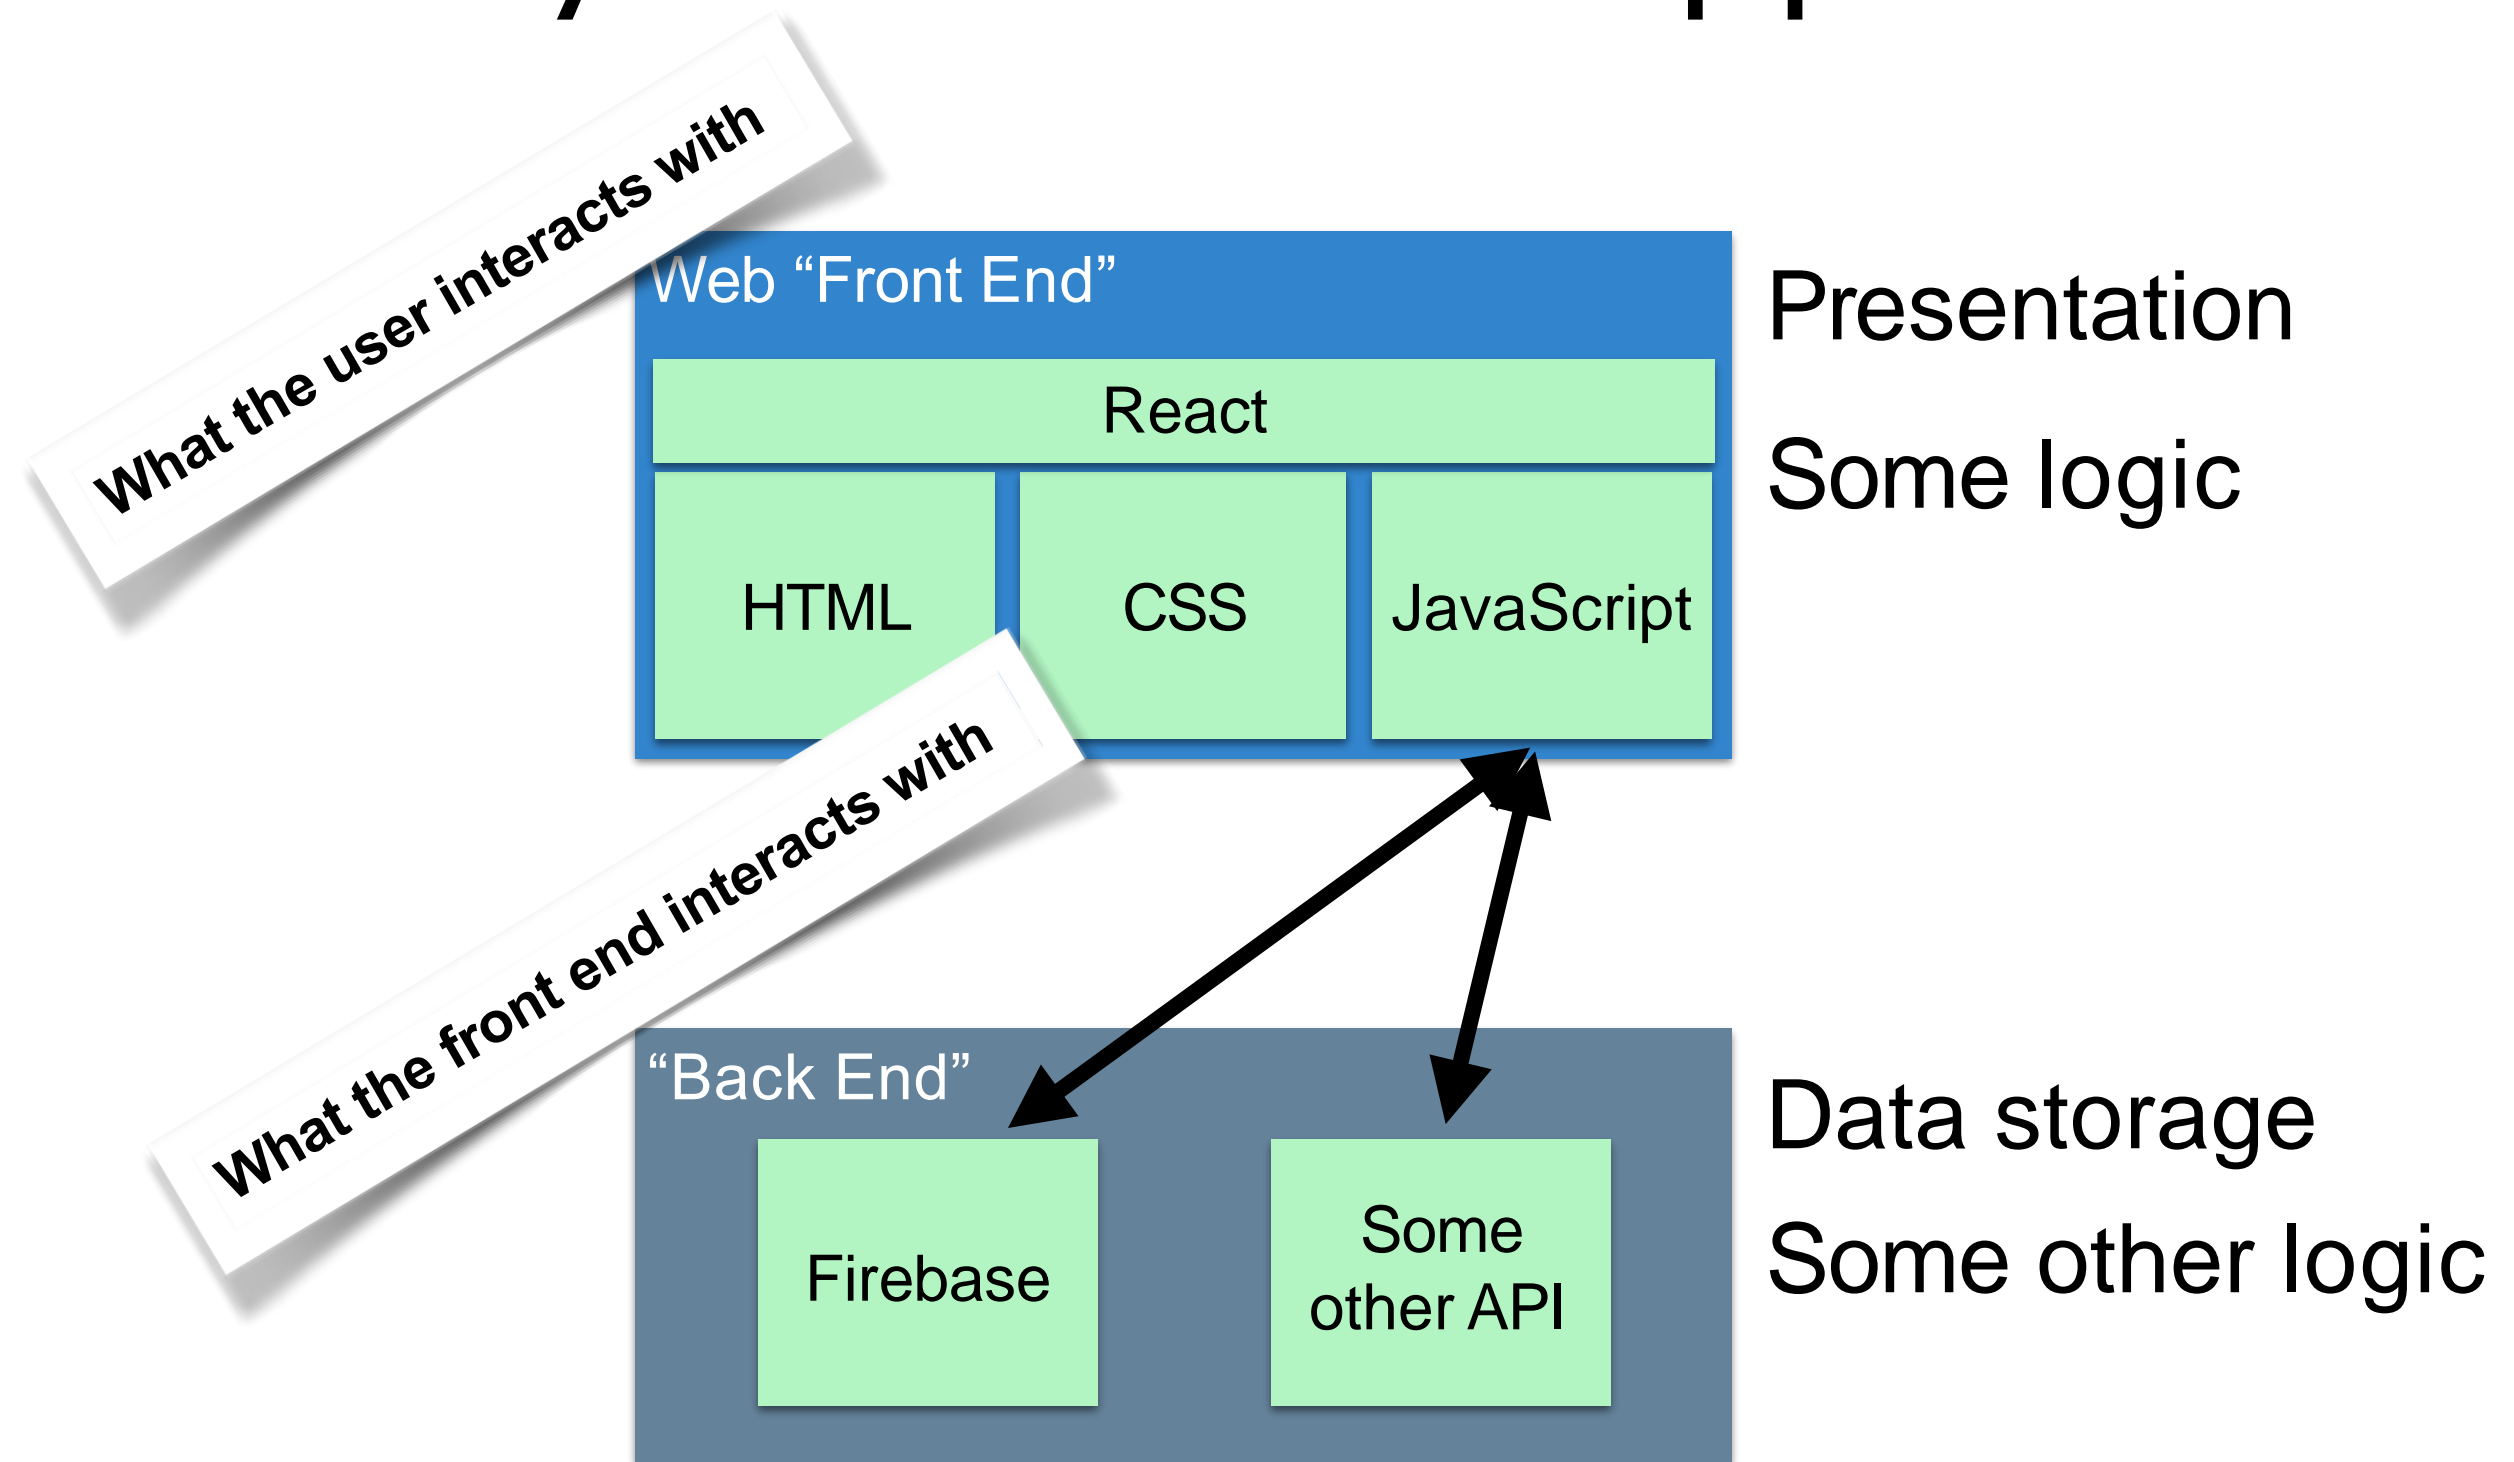 What the user interacts with
Web “Front End”
Presentation
React
Some logic
HTML
CSS
JavaScript
What the front end interacts with
“Back End”
Data storage
Firebase
Some
other API
Some other logic